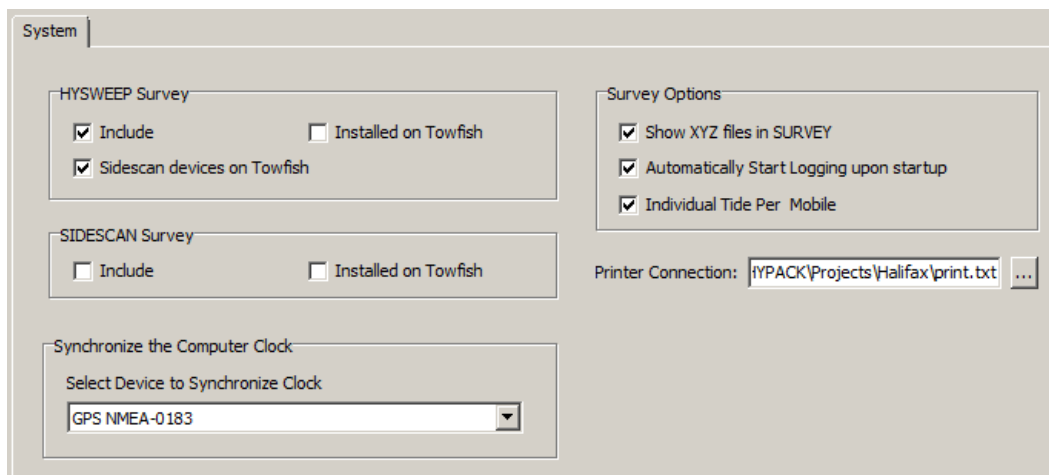 System
HYSWEEP Survey
Include
Installed on Towfish
Sidescan devices on Towfish
SIDESCAN Survey
Include
Installed on Towfish
Synchronize the Computer Clock
Select Device to Synchronize Clock
GPS NMEA-0183
Survey Options
Show XYZ files in SURVEY
Automatically Start Logging upon startup
Individual Tide Per Mobile
Printer Connection: HYPACK\Projects\Halifax\print.txt ...